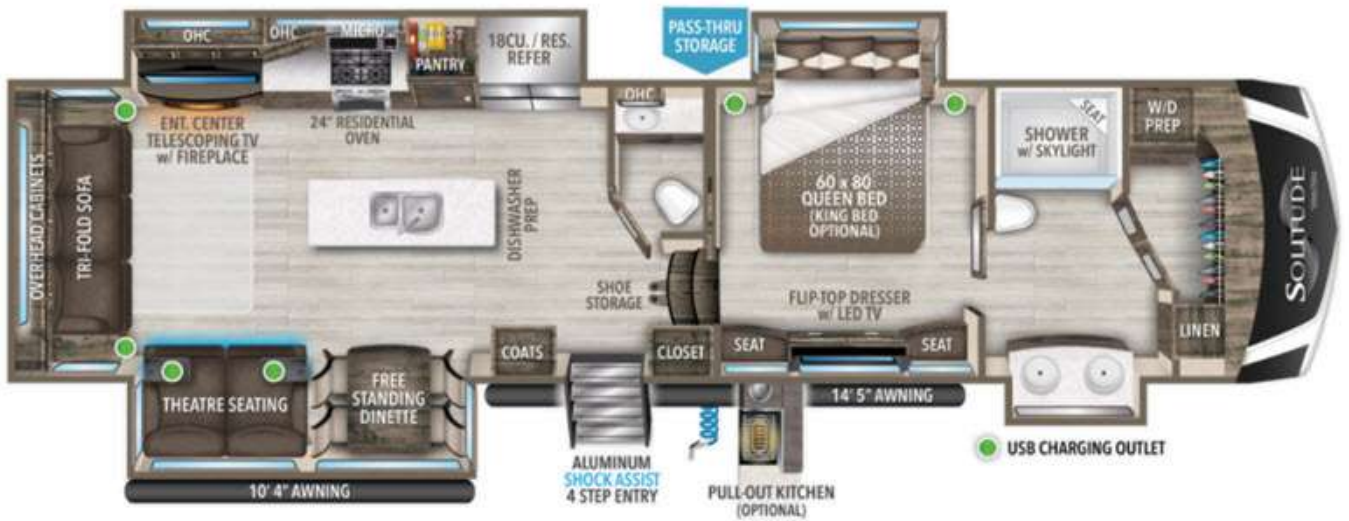 OHC
OHC
MICRO
PANTRY
18CU. / RES.
REFER
PASS-THRU
STORAGE
OHC
SHOWER
w/ SKYLIGHT
SEAT
W/D
PREP
SOLITUDE
OVERHEAD CABINETS
TRI-FOLD SOFA
ENT. CENTER
TELESCOPING TV
w/ FIREPLACE
24" RESIDENTIAL
OVEN
DISHWASHER
PREP
60 x 80
QUEEN BED
(KING BED
OPTIONAL)
SHOE
STORAGE
FLIP-TOP DRESSER
w/ LED TV
SEAT
SEAT
LINEN
COATS
CLOSET
THEATRE SEATING
FREE
STANDING
DINETTE
14' 5" AWNING
USB CHARGING OUTLET
10' 4" AWNING
ALUMINUM
SHOCK ASSIST
4 STEP ENTRY
PULL-OUT KITCHEN
(OPTIONAL)